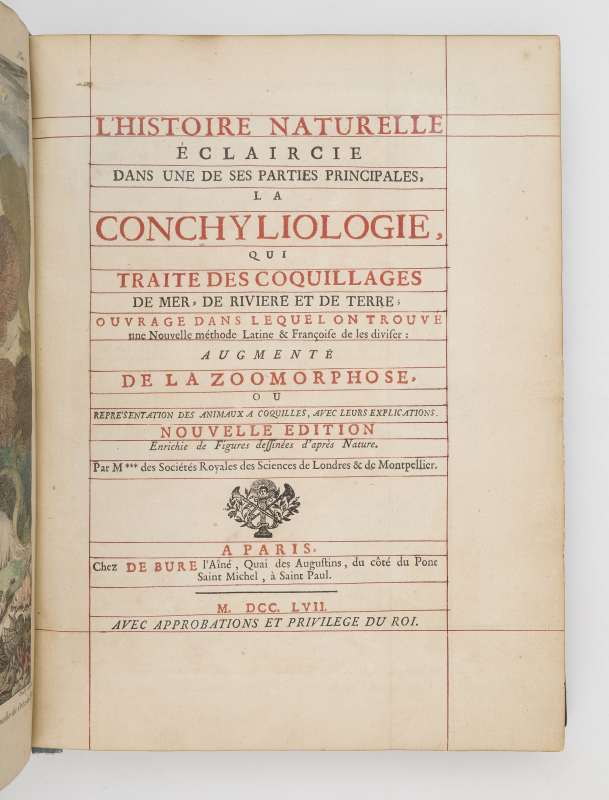 L'HISTOIRE NATURELLE
ÉCLAIRCIE
DANS UNE DE SES PARTIES PRINCIPALES,
LA
CONCHYLIOLOGIE,
QUI
TRAITE DES COQUILLAGES
DE MER, DE RIVIERE ET DE TERRE;
OUVRAGE DANS LEQUEL ON TROUVE
une Nouvelle méthode Latine & Françoise de les diviser:
AUGMENTÉ
DE LA ZOOMORPHOSE,
OU
REPRESENTATION DES ANIMAUX A COQUILLES, AVEC LEURS EXPLICATIONS.
NOUVELLE EDITION
Enrichie de Figures dessinées d'après Nature.
Par M*** des Sociétés Royales des Sciences de Londres & de Montpellier.
A PARIS,
Chez DE BURE l'Aîné, Quai des Augustins, du côté du Pont
Saint Michel, à Saint Paul.
M. DCC. LVII.
AVEC APPROBATIONS ET PRIVILEGE DU ROI.